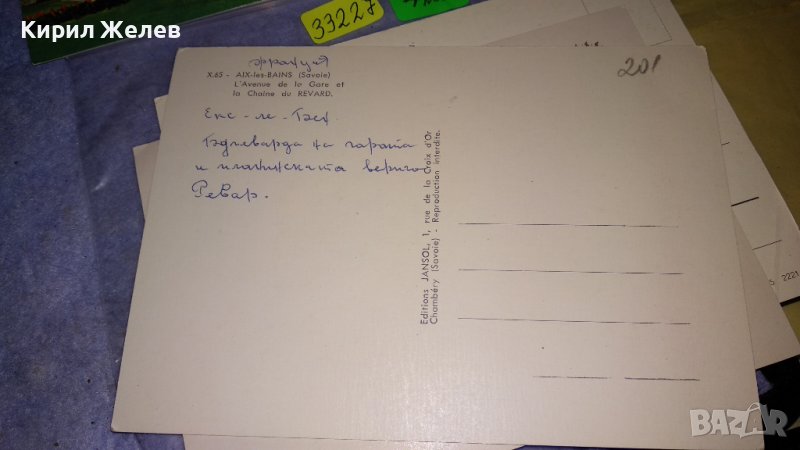 Кирил Желев
33227
201
франция
X.65 - AIX-les-BAINS (Savoie)
L'Avenue de la Gare et
la Chaîne du REVARD.
Екс - ле - Бен.
Булеварда на гарата
и планинската верига
Ревар.
Editions JANSOL, 1, rue de la Croix d'Or
Chambéry (Savoie) - Reproduction interdite.
2221
BAZAR